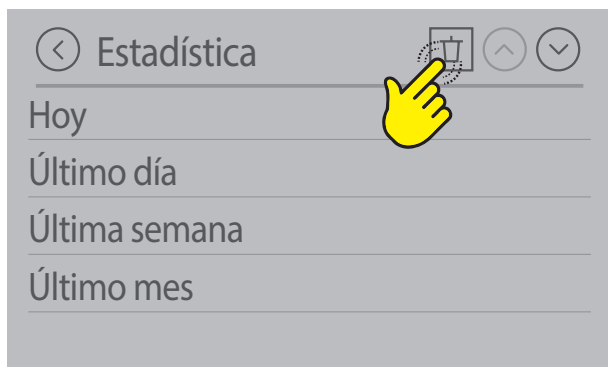 Estadística
Hoy
Último día
Última semana
Último mes